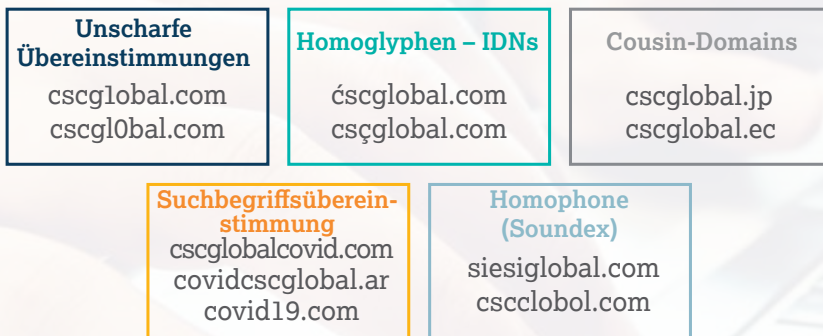 Unscharfe
Übereinstimmungen
cscg1obal.com
cscgl0bal.com
Homoglyphen – IDNs
ćscglobal.com
csçglobal.com
Cousin-Domains
cscglobal.jp
cscglobal.ec
Suchbegriffsüberein-
stimmung
cscglobalcovid.com
covidcscglobal.ar
covid19.com
Homophone
(Soundex)
siesiglobal.com
cscclobol.com